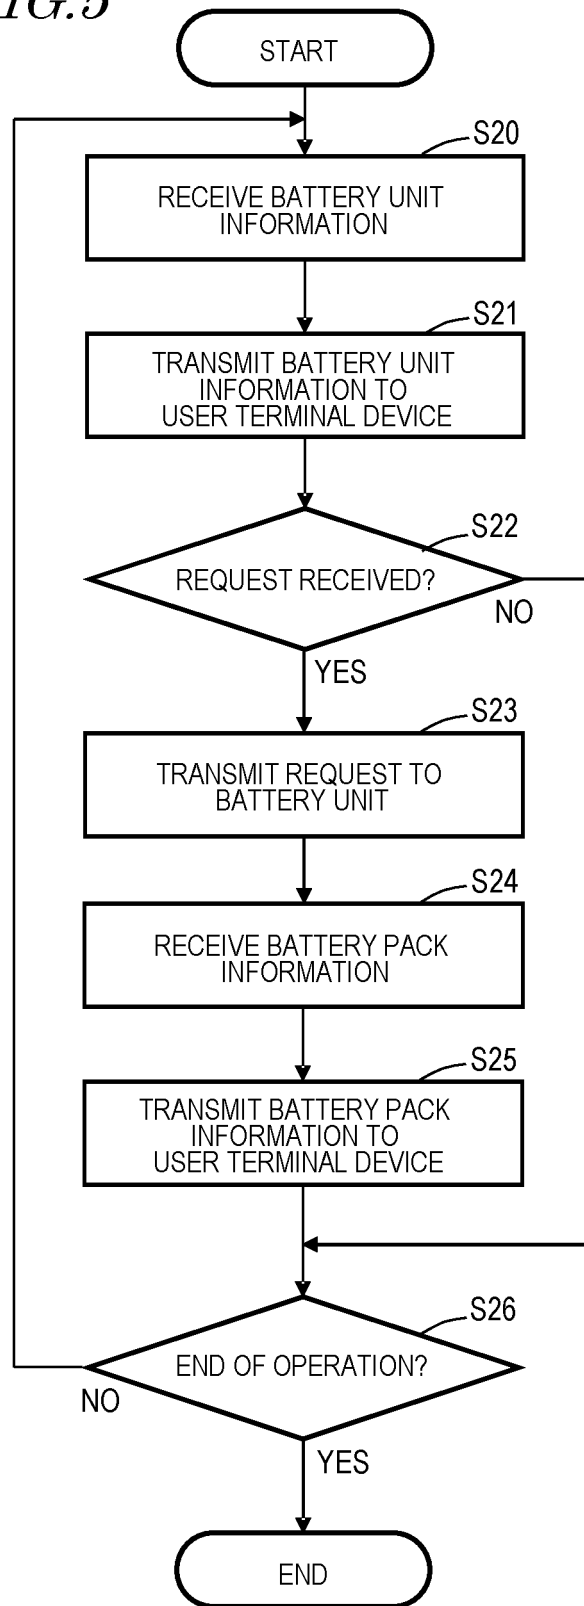 FIG.5
START
S20
RECEIVE BATTERY UNIT
INFORMATION
S21
TRANSMIT BATTERY UNIT
INFORMATION TO
USER TERMINAL DEVICE
S22
REQUEST RECEIVED?
NO
YES
S23
TRANSMIT REQUEST TO
BATTERY UNIT
S24
RECEIVE BATTERY PACK
INFORMATION
S25
TRANSMIT BATTERY PACK
INFORMATION TO
USER TERMINAL DEVICE
S26
END OF OPERATION?
NO
YES
END